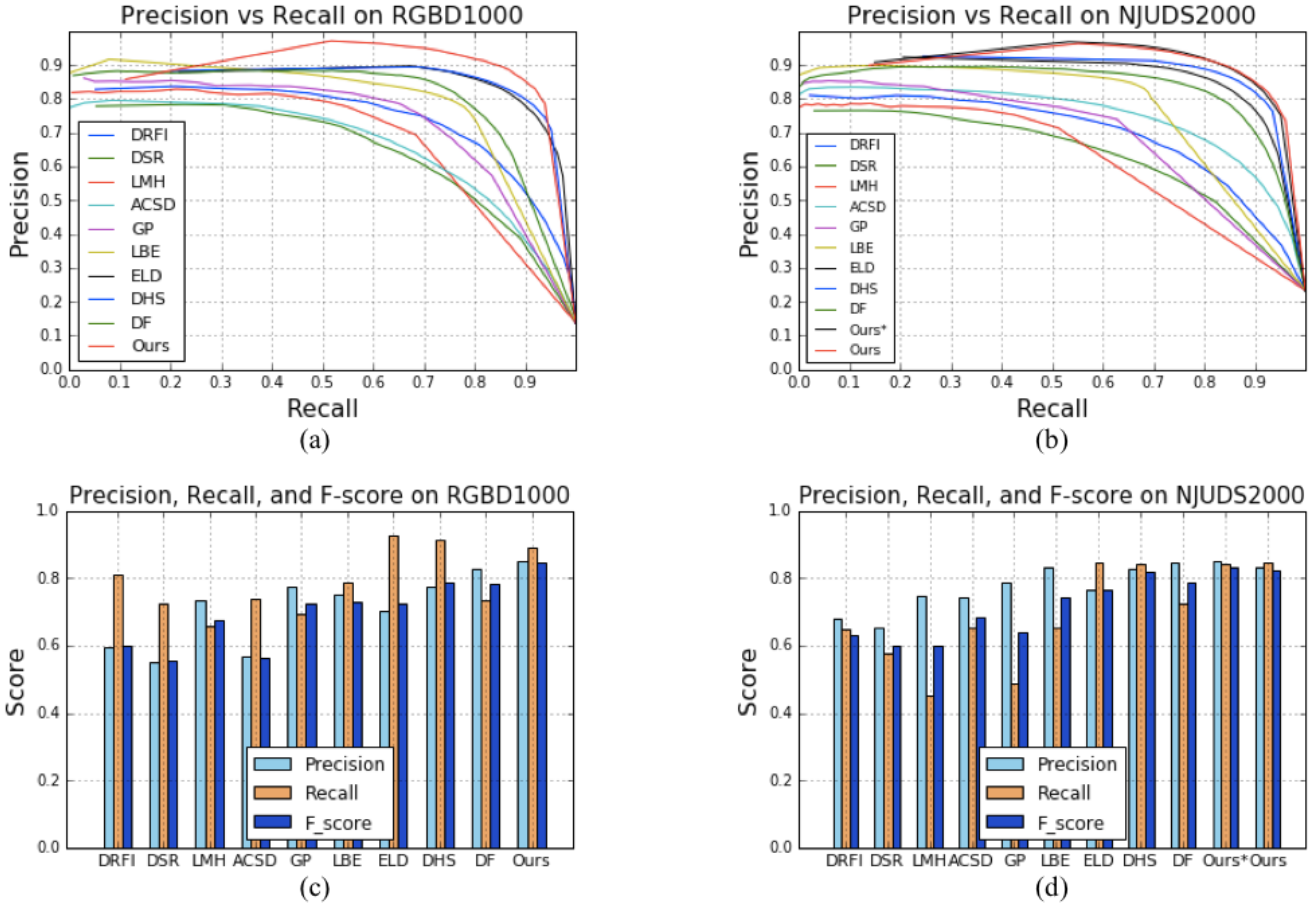 Precision vs Recall on RGBD1000
Precision
0.9
0.8
0.7
0.6
0.5
0.4
0.3
0.2
0.1
0.0
DRFI
DSR
LMH
ACSD
GP
LBE
ELD
DHS
DF
Ours
0.0 0.1 0.2 0.3 0.4 0.5 0.6 0.7 0.8 0.9
Recall
(a)
Precision vs Recall on NJUDS2000
Precision
0.9
0.8
0.7
0.6
0.5
0.4
0.3
0.2
0.1
0.0
DRFI
DSR
LMH
ACSD
GP
LBE
ELD
DHS
DF
Ours*
Ours
0.0 0.1 0.2 0.3 0.4 0.5 0.6 0.7 0.8 0.9
Recall
(b)
Precision, Recall, and F-score on RGBD1000
Score
1.0
0.8
0.6
0.4
0.2
0.0
Precision
Recall
F_score
DRFI DSR LMH ACSD GP LBE ELD DHS DF Ours
(c)
Precision, Recall, and F-score on NJUDS2000
Score
1.0
0.8
0.6
0.4
0.2
0.0
Precision
Recall
F_score
DRFI DSR LMH ACSD GP LBE ELD DHS DF Ours* Ours
(d)